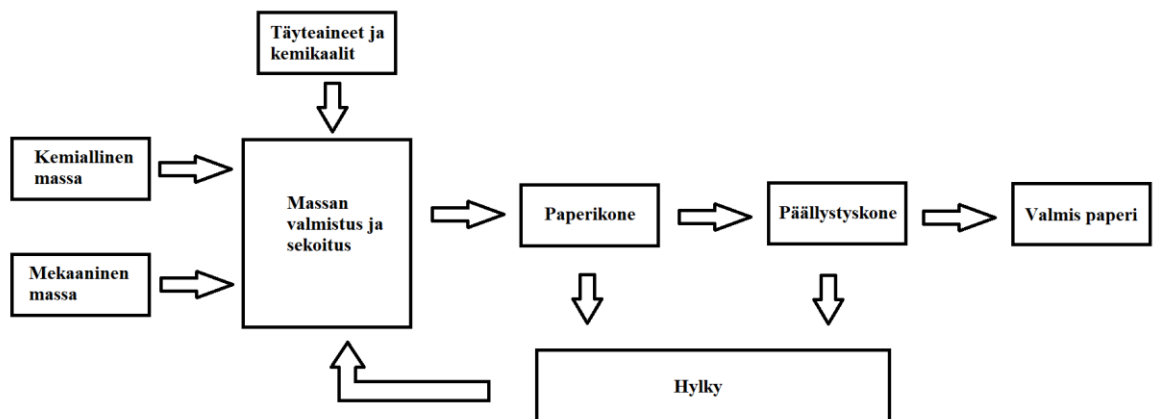 Täyteaineet ja
kemikaalit
Kemiallinen
massa
Mekaaninen
massa
Massan
valmistus ja
sekoitus
Paperikone
Päällystyskone
Valmis paperi
Hylky